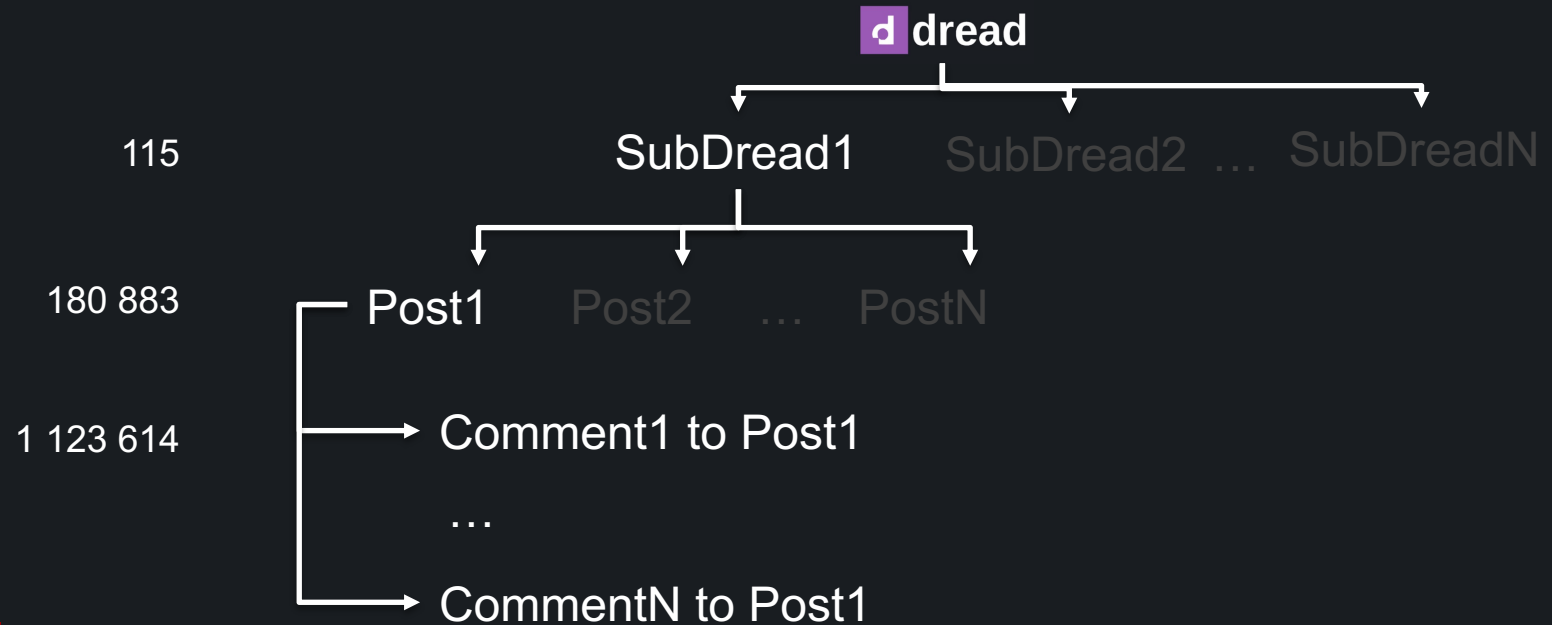 d dread
115 SubDread1 SubDread2 ... SubDreadN
180 883 Post1 Post2 ... PostN
1 123 614 Comment1 to Post1
...
CommentN to Post1